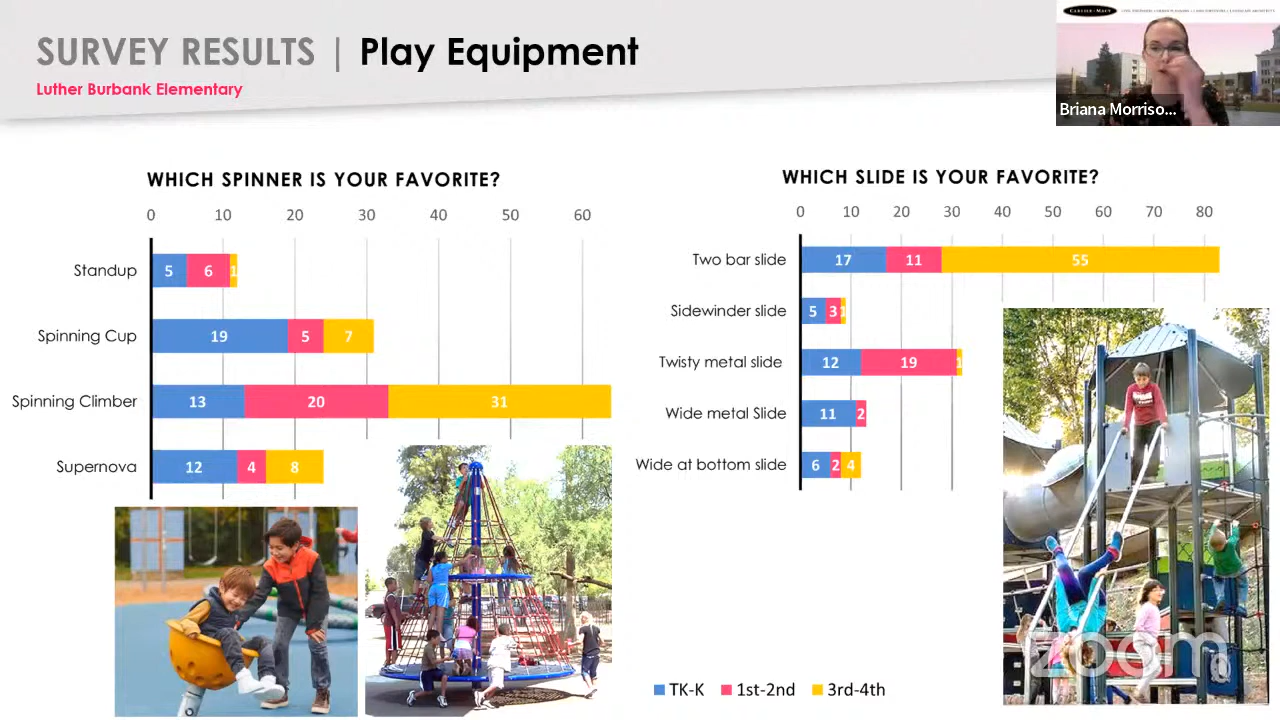 SURVEY RESULTS | Play Equipment
Luther Burbank Elementary
CARTIER · MACY
Briana Morriso...
WHICH SPINNER IS YOUR FAVORITE?
0 10 20 30 40 50 60
Standup 5 6 1
Spinning Cup 19 5 7
Spinning Climber 13 20 31
Supernova 12 4 8
WHICH SLIDE IS YOUR FAVORITE?
0 10 20 30 40 50 60 70 80
Two bar slide 17 11 55
Sidewinder slide 5 3 1
Twisty metal slide 12 19 1
Wide metal Slide 11 2
Wide at bottom slide 6 2 4
TK-K 1st-2nd 3rd-4th
zoom